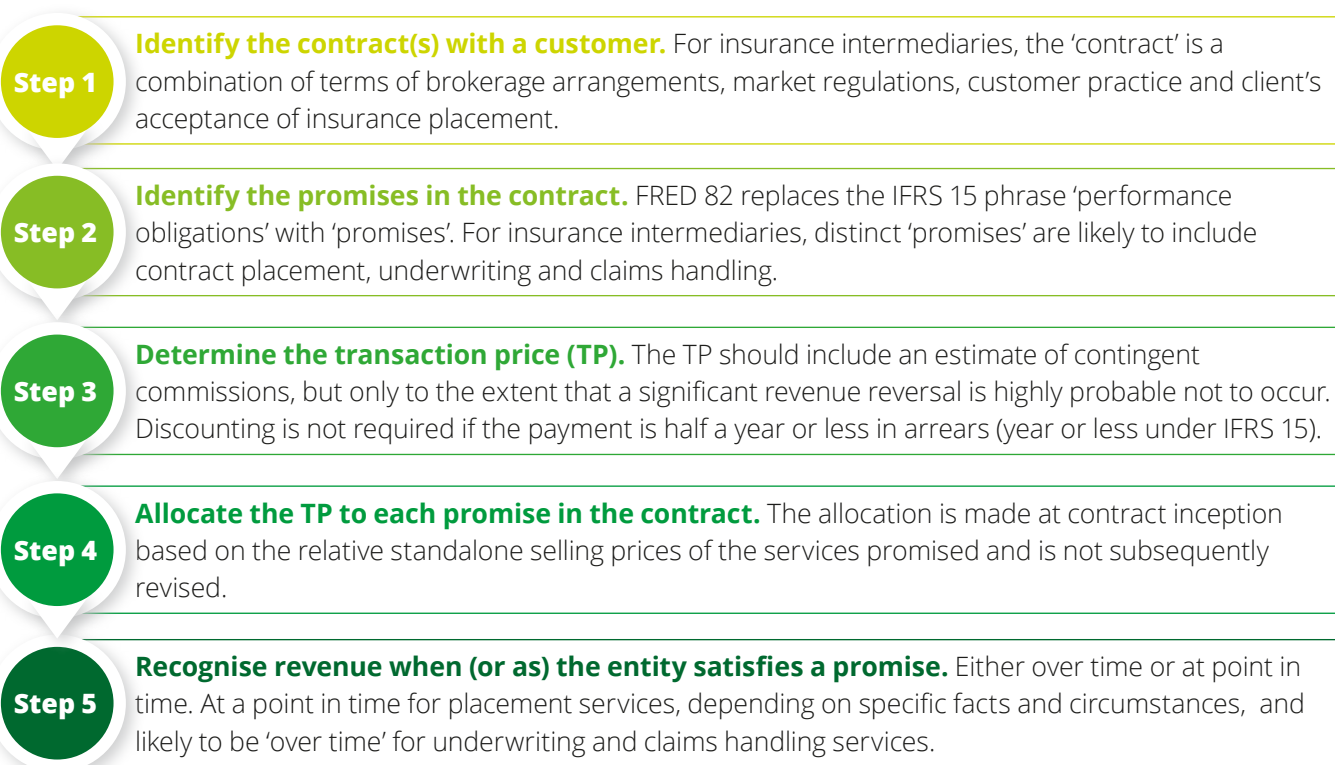 Step 1
Identify the contract(s) with a customer. For insurance intermediaries, the ‘contract’ is a
combination of terms of brokerage arrangements, market regulations, customer practice and client’s
acceptance of insurance placement.
Step 2
Identify the promises in the contract. FRED 82 replaces the IFRS 15 phrase ‘performance
obligations’ with ‘promises’. For insurance intermediaries, distinct ‘promises’ are likely to include
contract placement, underwriting and claims handling.
Step 3
Determine the transaction price (TP). The TP should include an estimate of contingent
commissions, but only to the extent that a significant revenue reversal is highly probable not to occur.
Discounting is not required if the payment is half a year or less in arrears (year or less under IFRS 15).
Step 4
Allocate the TP to each promise in the contract. The allocation is made at contract inception
based on the relative standalone selling prices of the services promised and is not subsequently
revised.
Step 5
Recognise revenue when (or as) the entity satisfies a promise. Either over time or at point in
time. At a point in time for placement services, depending on specific facts and circumstances, and
likely to be ‘over time’ for underwriting and claims handling services.